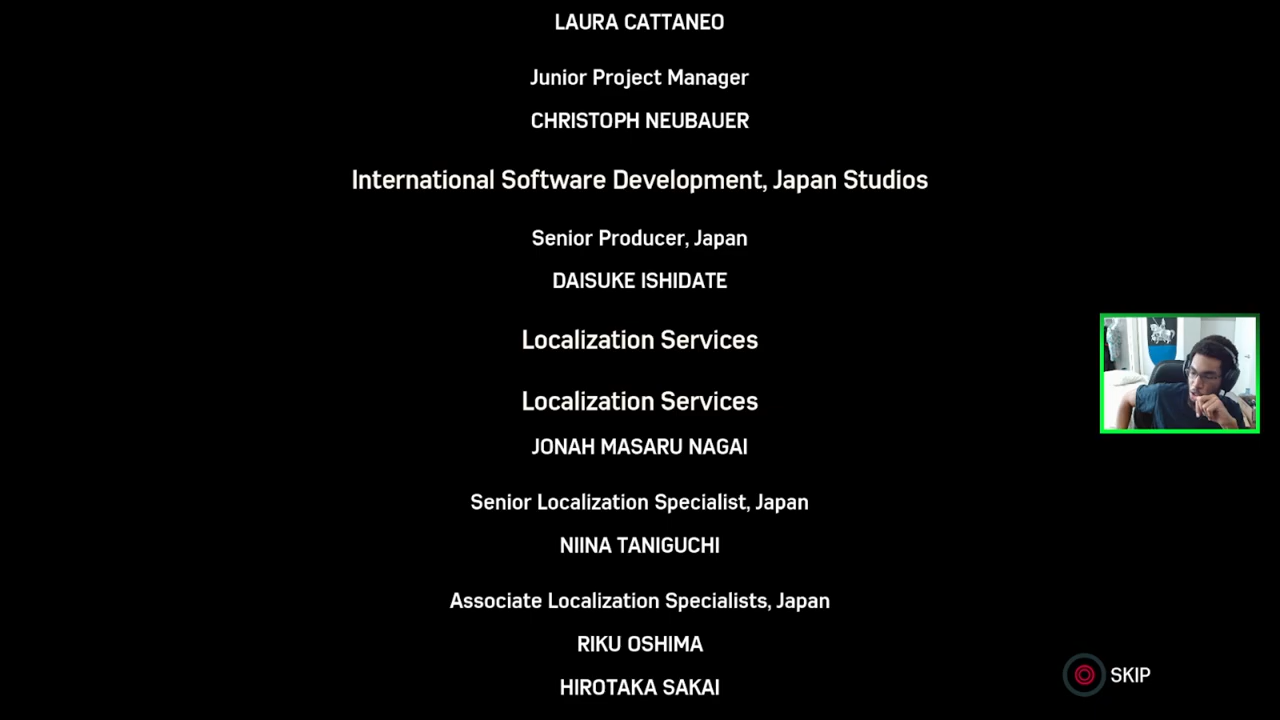 LAURA CATTANEO
Junior Project Manager
CHRISTOPH NEUBAUER
International Software Development, Japan Studios
Senior Producer, Japan
DAISUKE ISHIDATE
Localization Services
Localization Services
JONAH MASARU NAGAI
Senior Localization Specialist, Japan
NIINA TANIGUCHI
Associate Localization Specialists, Japan
RIKU OSHIMA
HIROTAKA SAKAI
SKIP